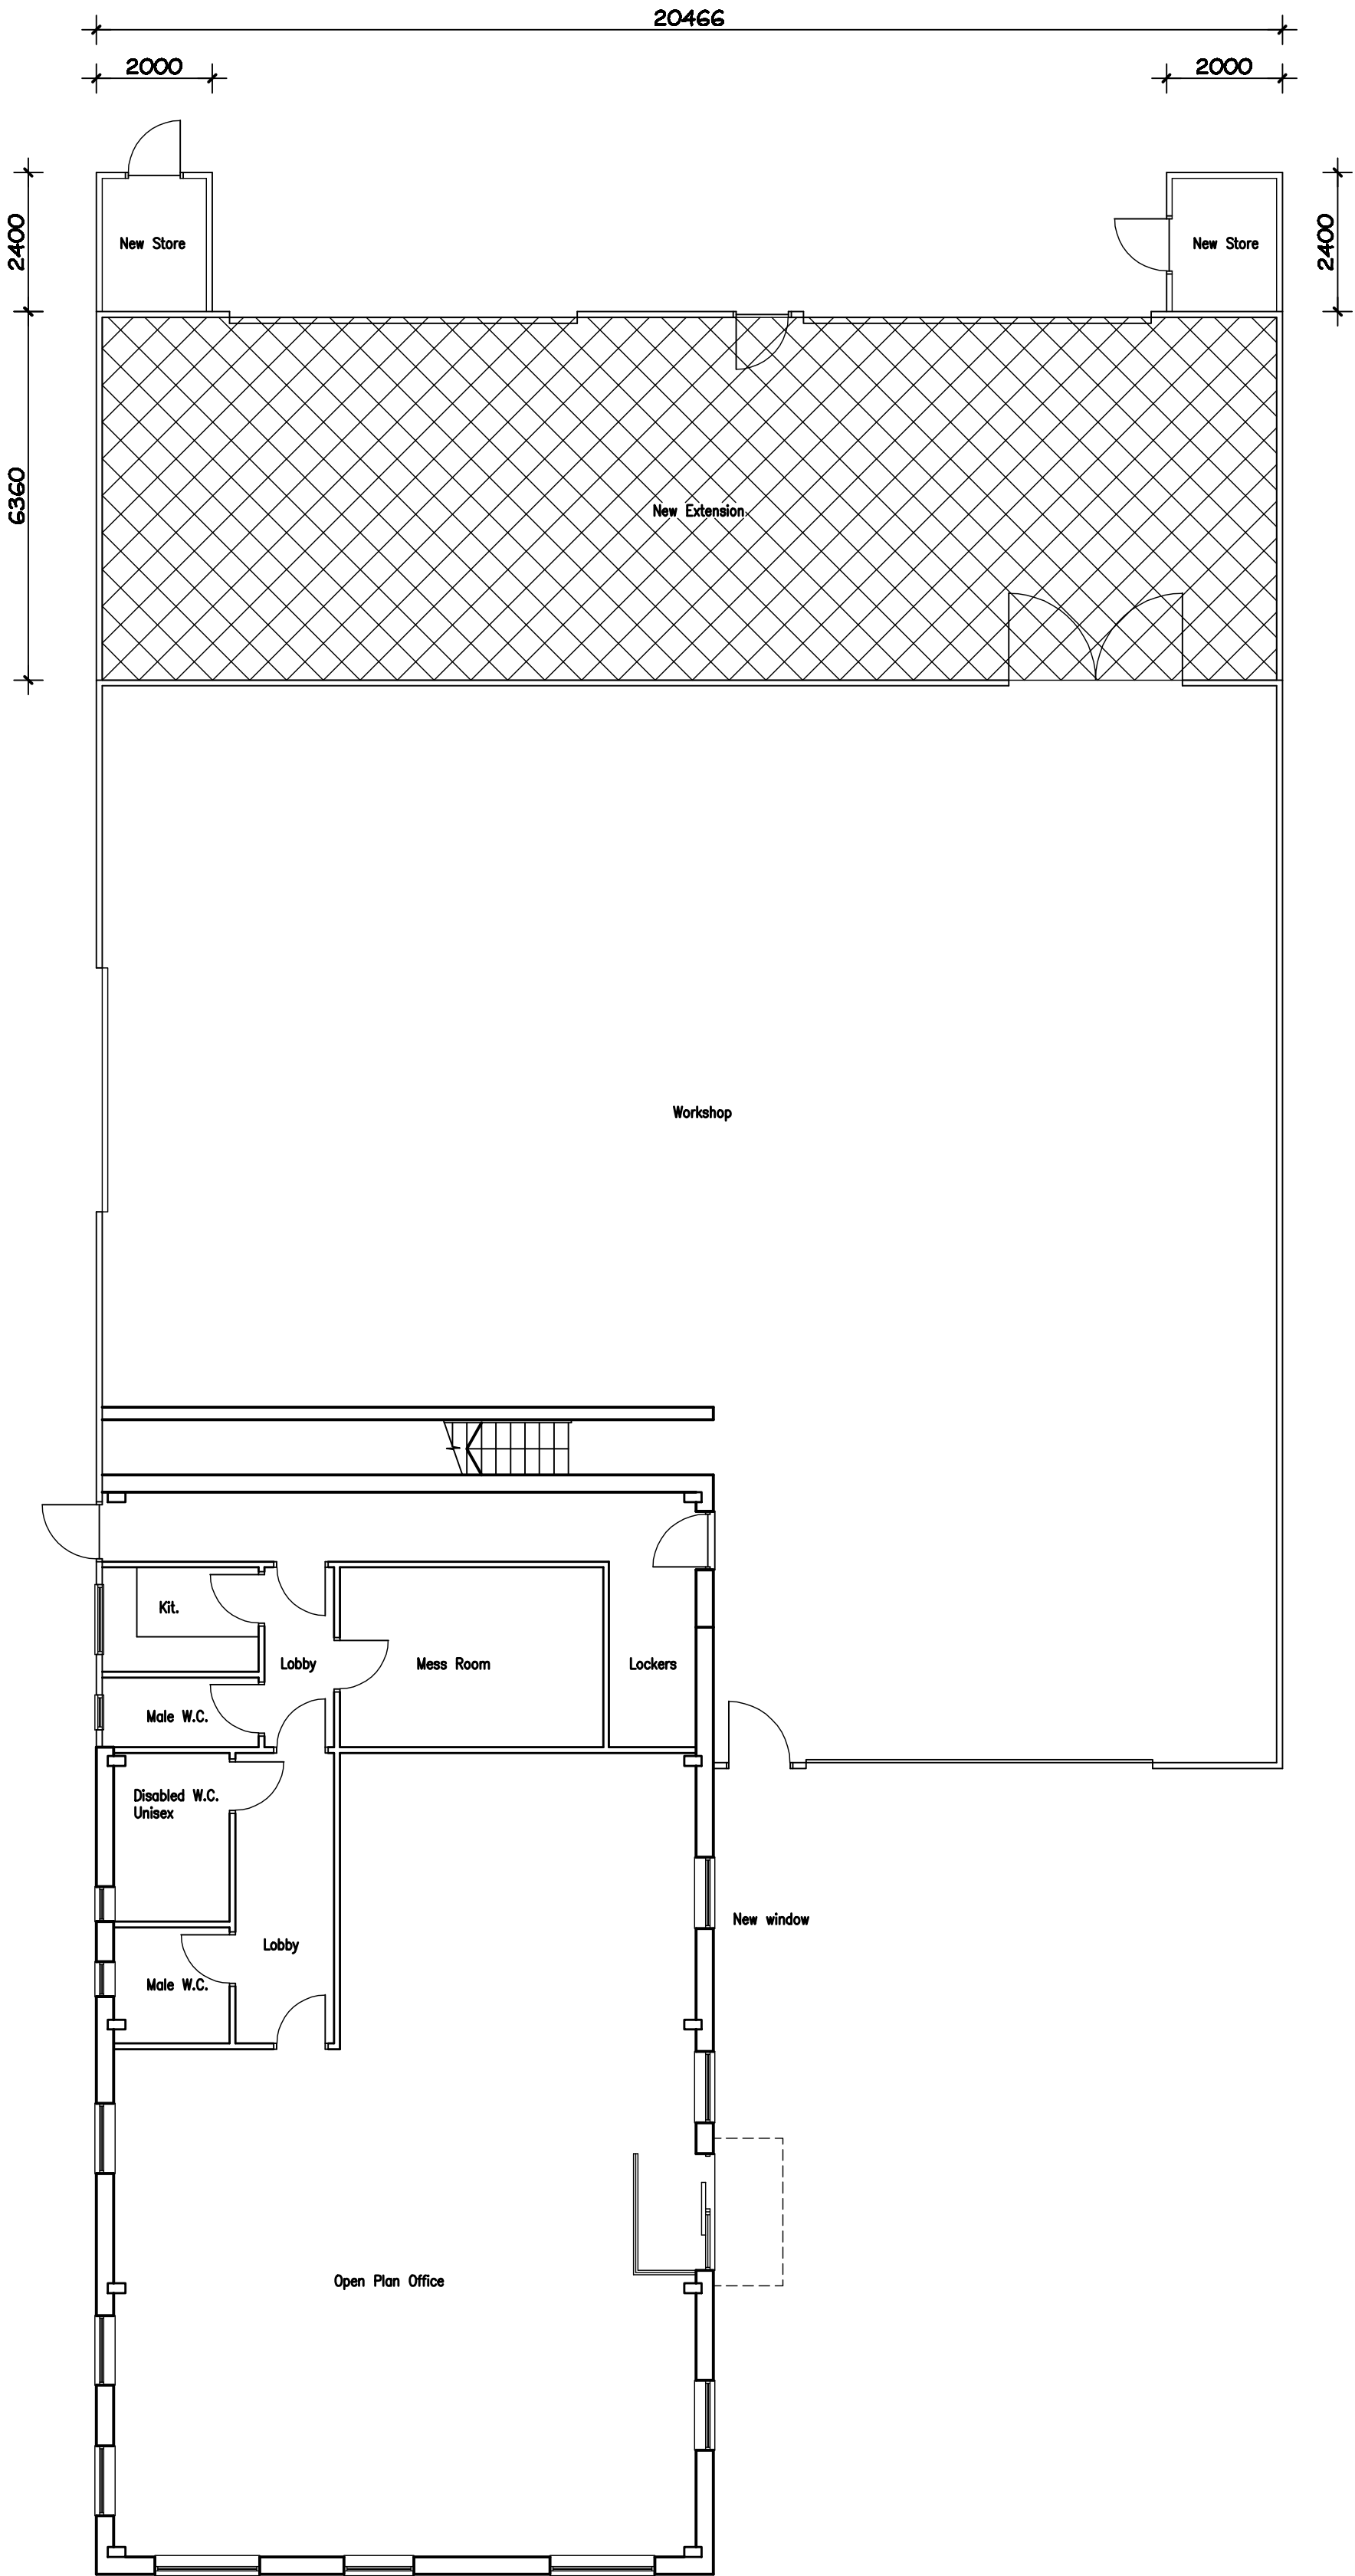 20466
2000
2000
2400
New Store
New Store
2400
6360
New Extension
Workshop
Kit.
Lobby
Mess Room
Lockers
Male W.C.
Disabled W.C.
Unisex
New window
Lobby
Male W.C.
Open Plan Office